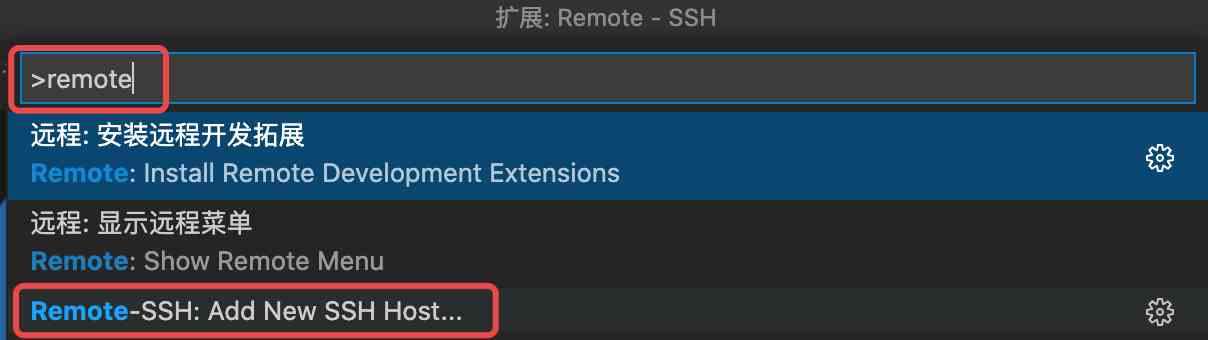 扩展: Remote - SSH
>remote
远程: 安装远程开发拓展
Remote: Install Remote Development Extensions
远程: 显示远程菜单
Remote: Show Remote Menu
Remote-SSH: Add New SSH Host...